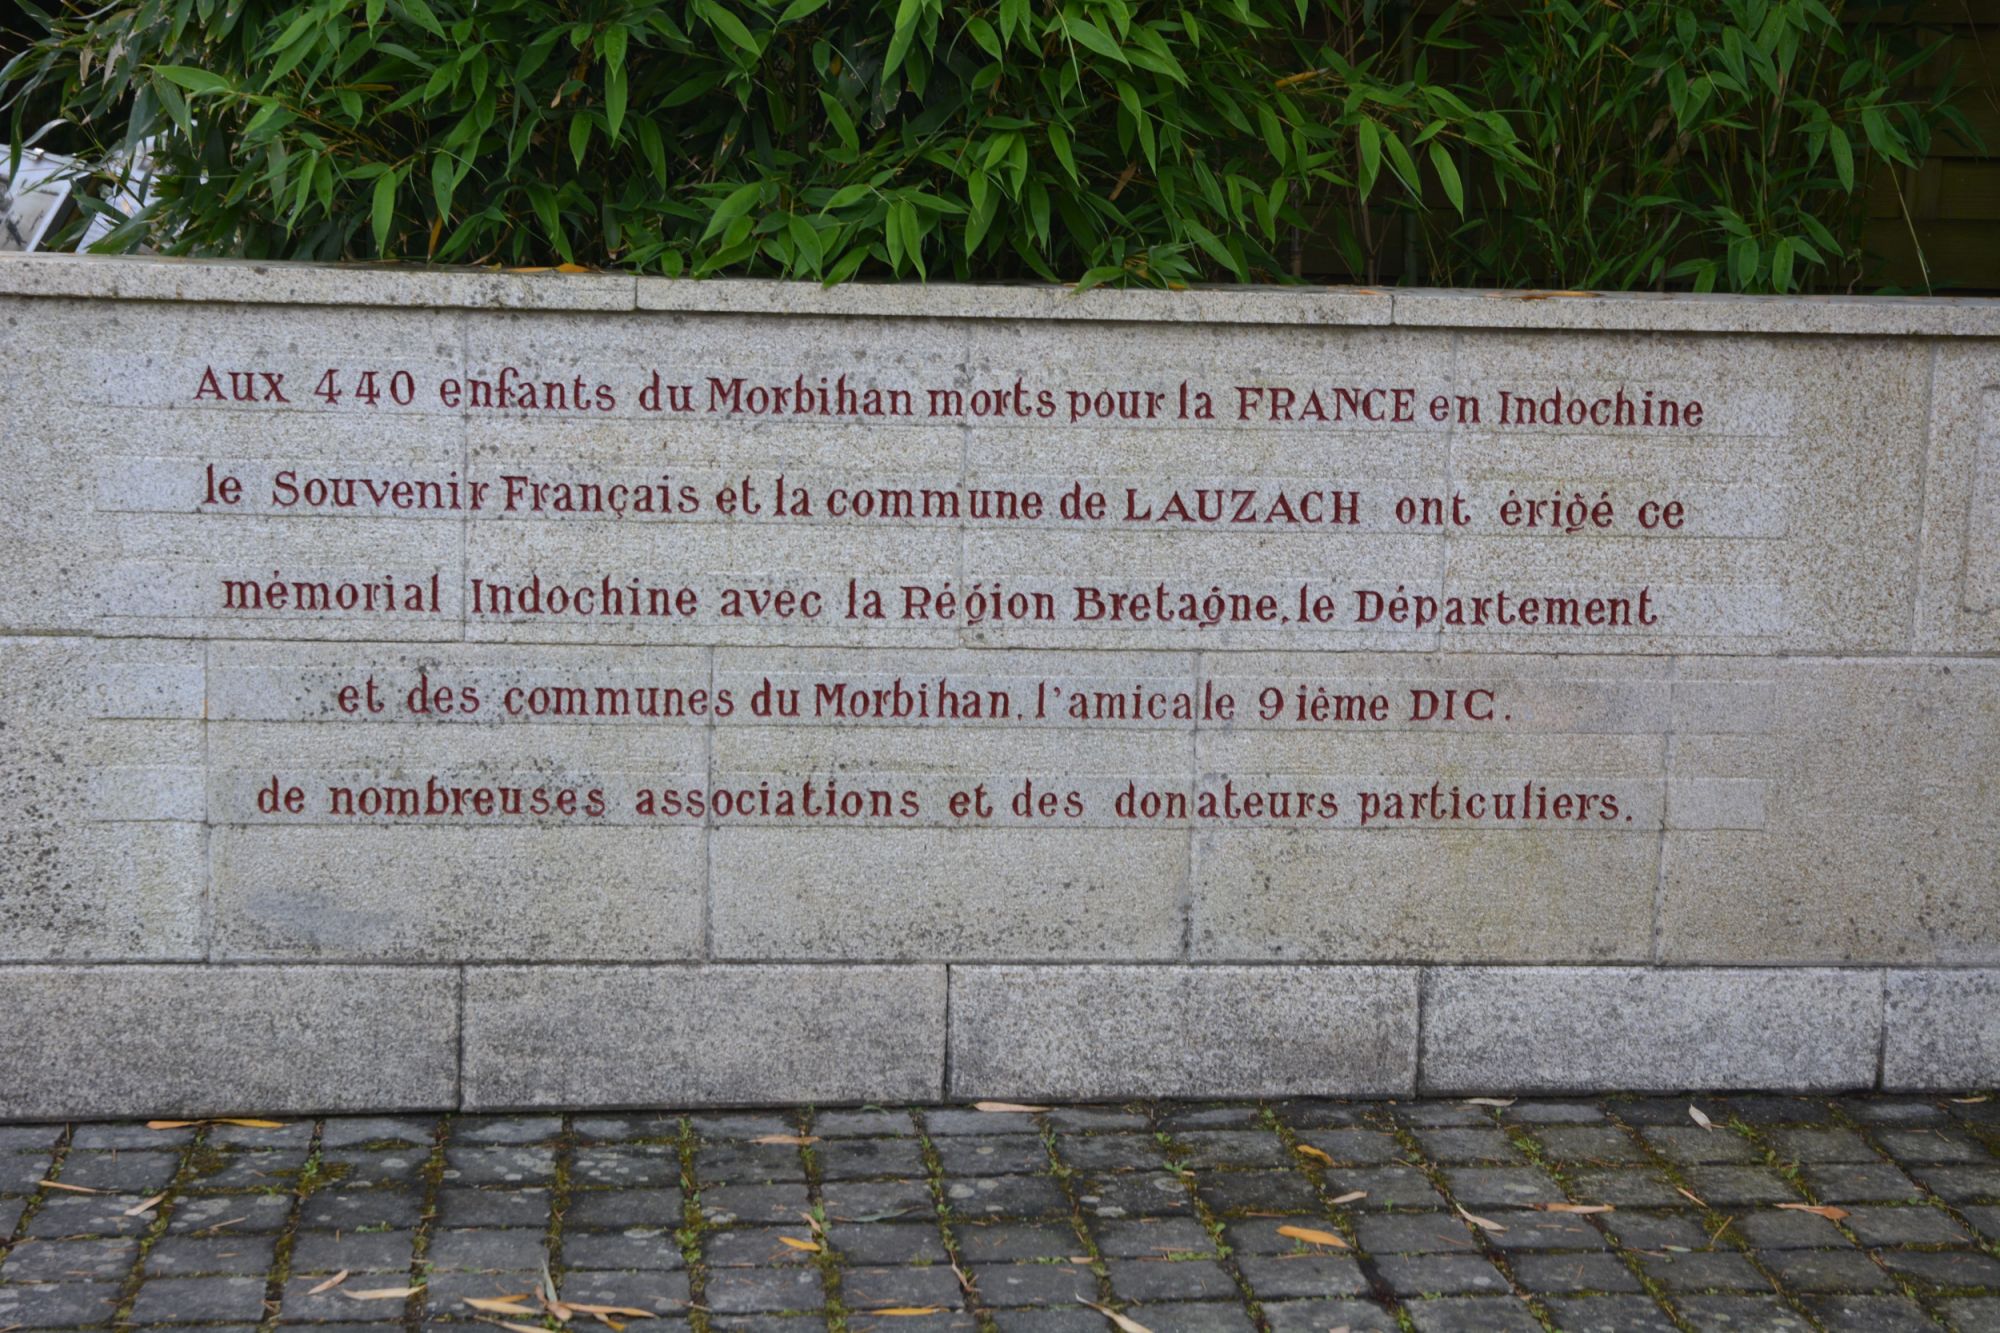 Aux 440 enfants du Morbihan morts pour la FRANCE en Indochine
le Souvenir Français et la commune de LAUZACH ont érigé ce
mémorial Indochine avec la Région Bretagne, le Département
et des communes du Morbihan, l'amicale 9 ième DIC.
de nombreuses associations et des donateurs particuliers.